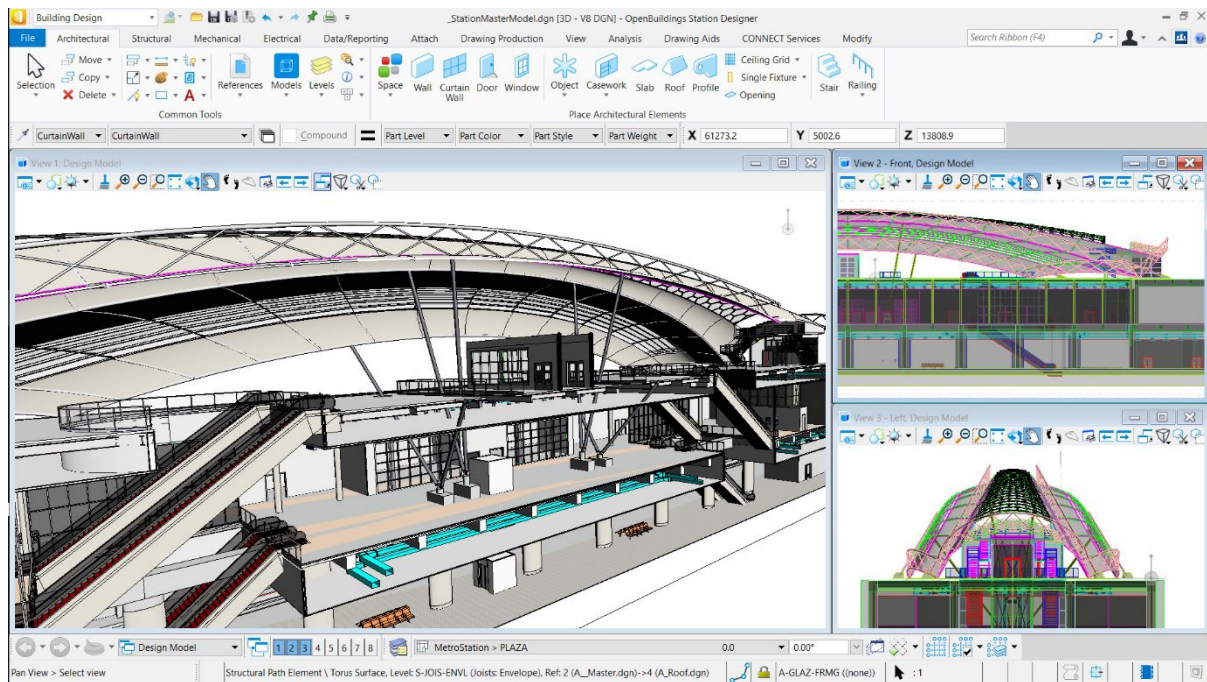 Building Design
_StationMasterModel.dgn [3D - V8 DGN] - OpenBuildings Station Designer
File Architectural Structural Mechanical Electrical Data/Reporting Attach Drawing Production View Analysis Drawing Aids CONNECT Services Modify Search Ribbon (F4)
Selection Move Copy Delete A References Models Levels Space Wall Curtain Wall Door Window Object Casework Slab Roof Profile Ceiling Grid Single Fixture Opening Stair Railing
Common Tools Place Architectural Elements
CurtainWall CurtainWall Compound Part Level Part Color Part Style Part Weight X 61273.2 Y 5002.6 Z 13808.9
View 1, Design Model
View 2 - Front, Design Model
View 3 - Left, Design Model
Design Model 1 2 3 4 5 6 7 8 MetroStation > PLAZA 0.0 0.00°
Pan View > Select view Structural Path Element \ Torus Surface, Level: S-JOIS-ENVL (Joists: Envelope), Ref: 2 (A__Master.dgn)->4 (A_Roof.dgn) A-GLAZ-FRMG ((none)) : 1